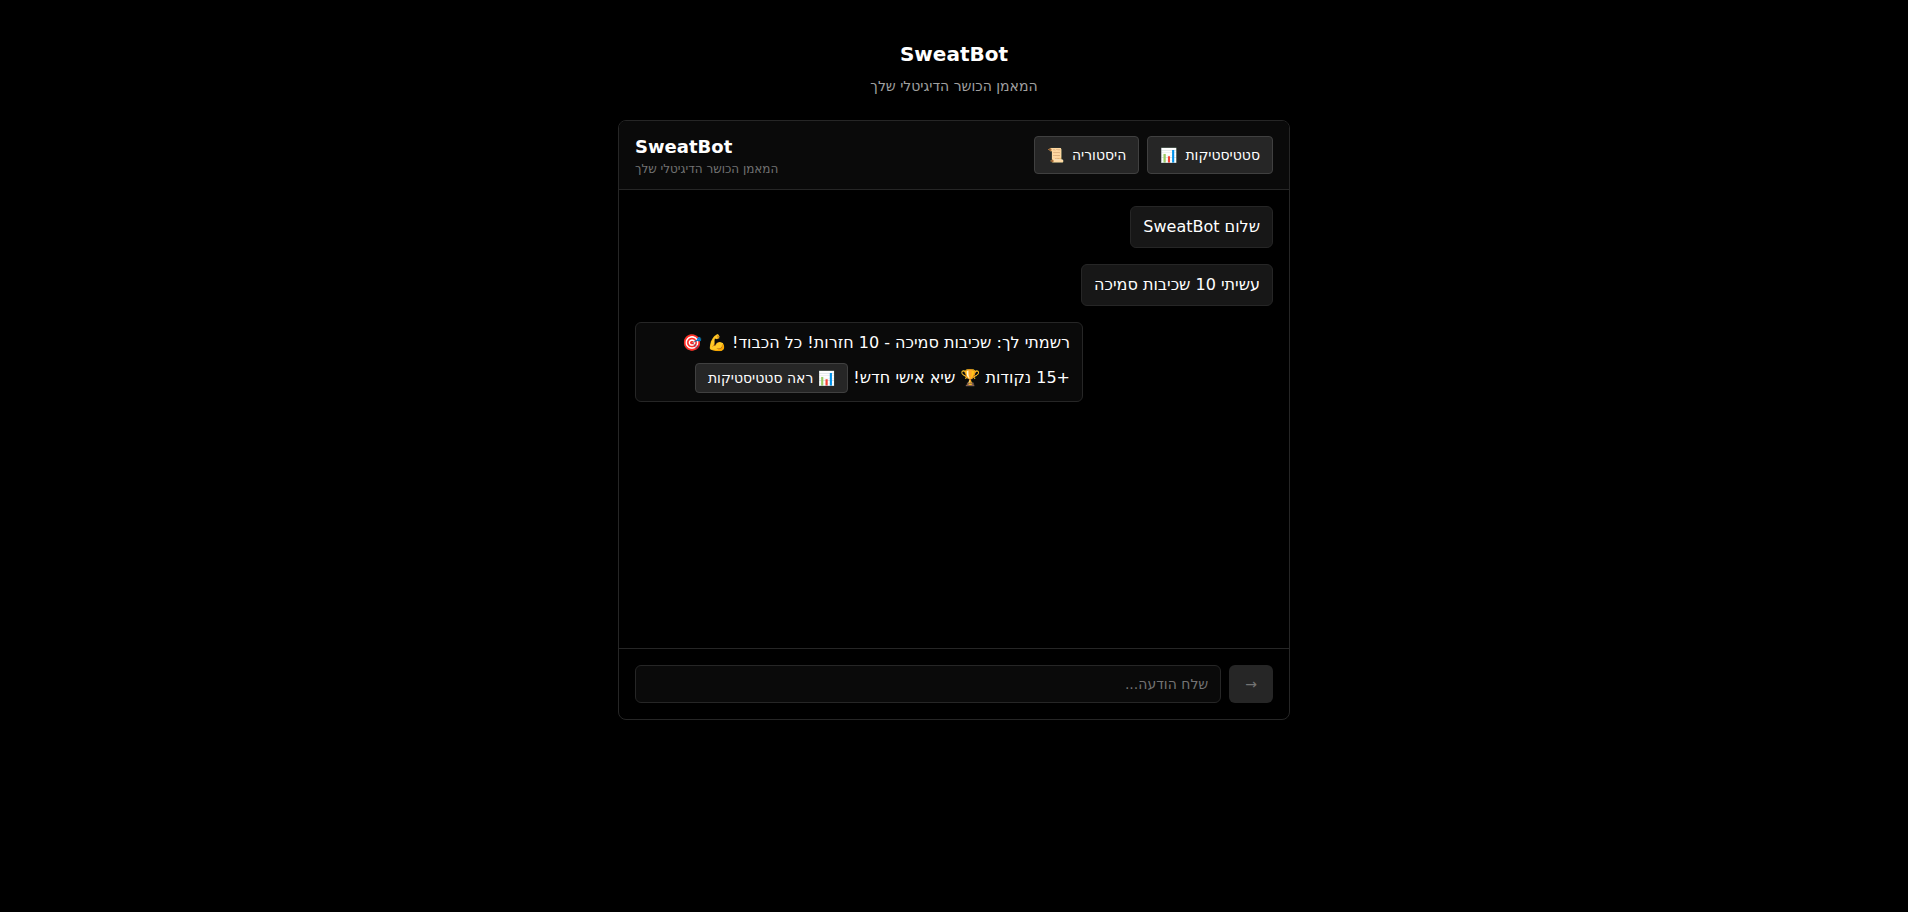 SweatBot
המאמן הכושר הדיגיטלי שלך
SweatBot
המאמן הכושר הדיגיטלי שלך
סטטיסטיקות 📊
היסטוריה 📜
שלום SweatBot
עשיתי 10 שכיבות סמיכה
רשמתי לך: שכיבות סמיכה - 10 חזרות! כל הכבוד! 💪 🎯
+15 נקודות 🏆 שיא אישי חדש! 📊 ראה סטטיסטיקות
שלח הודעה...
→